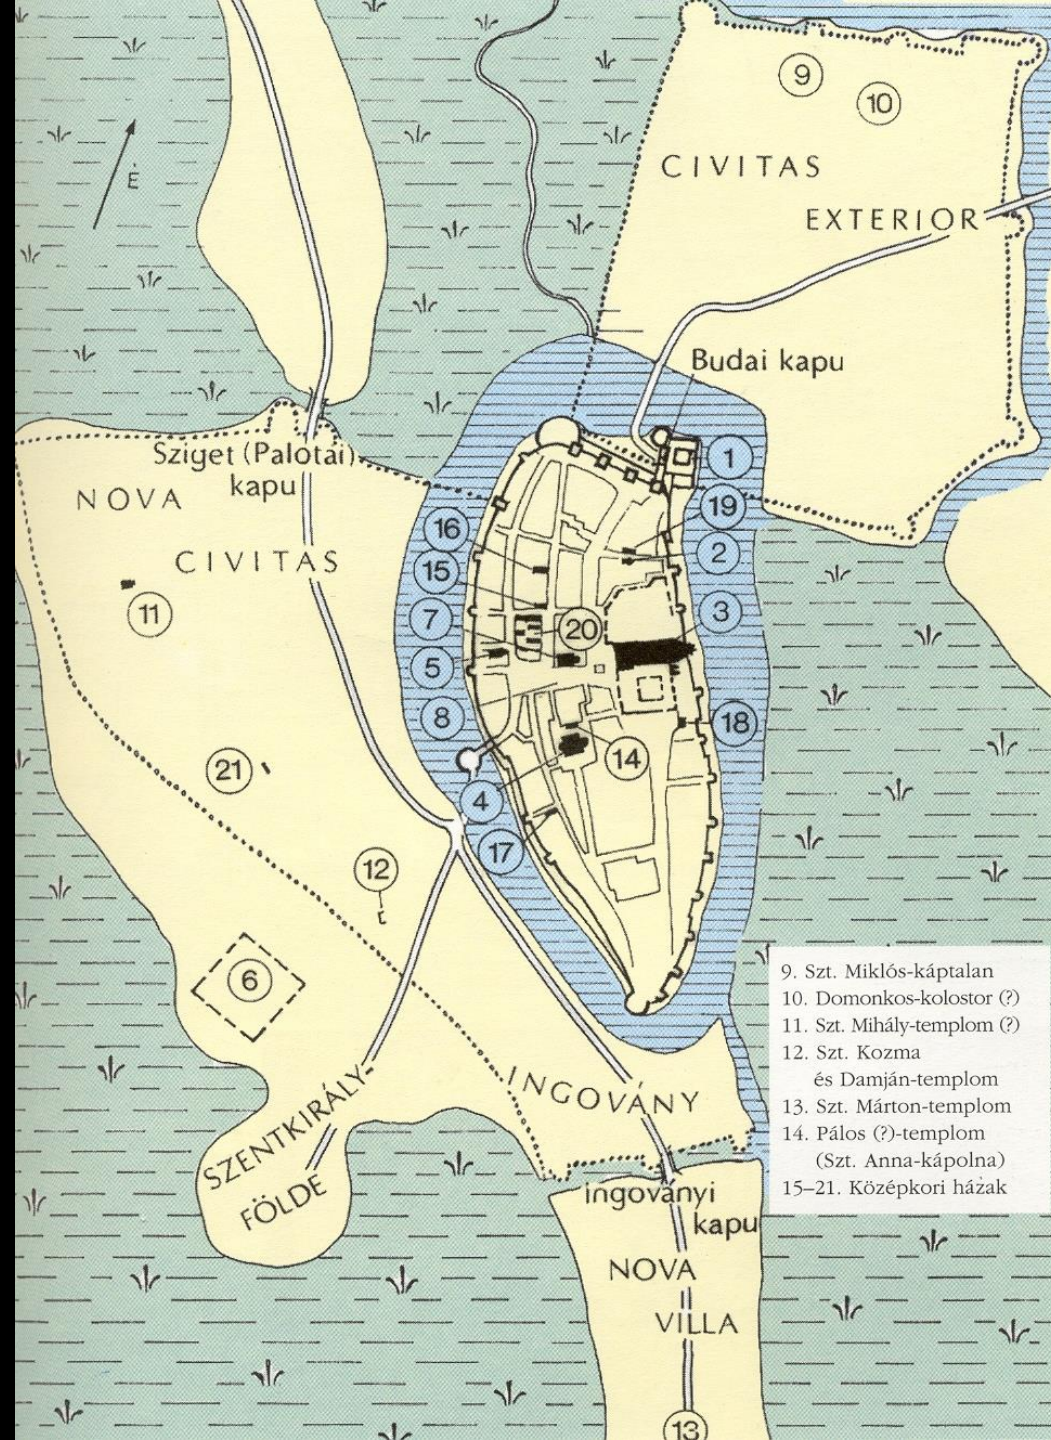 9
10
CIVITAS
EXTERIOR
É
Budai kapu
Sziget (Palotai)
kapu
NOVA
CIVITAS
1
19
16
2
15
3
7
20
11
5
8
18
14
21
4
17
12
6
9. Szt. Miklós-káptalan
10. Domonkos-kolostor (?)
11. Szt. Mihály-templom (?)
12. Szt. Kozma
és Damján-templom
13. Szt. Márton-templom
14. Pálos (?)-templom
(Szt. Anna-kápolna)
15–21. Középkori házak
INGOVÁNY
SZENTKIRÁLY
FÖLDE
ingoványi
kapu
NOVA
VILLA
13